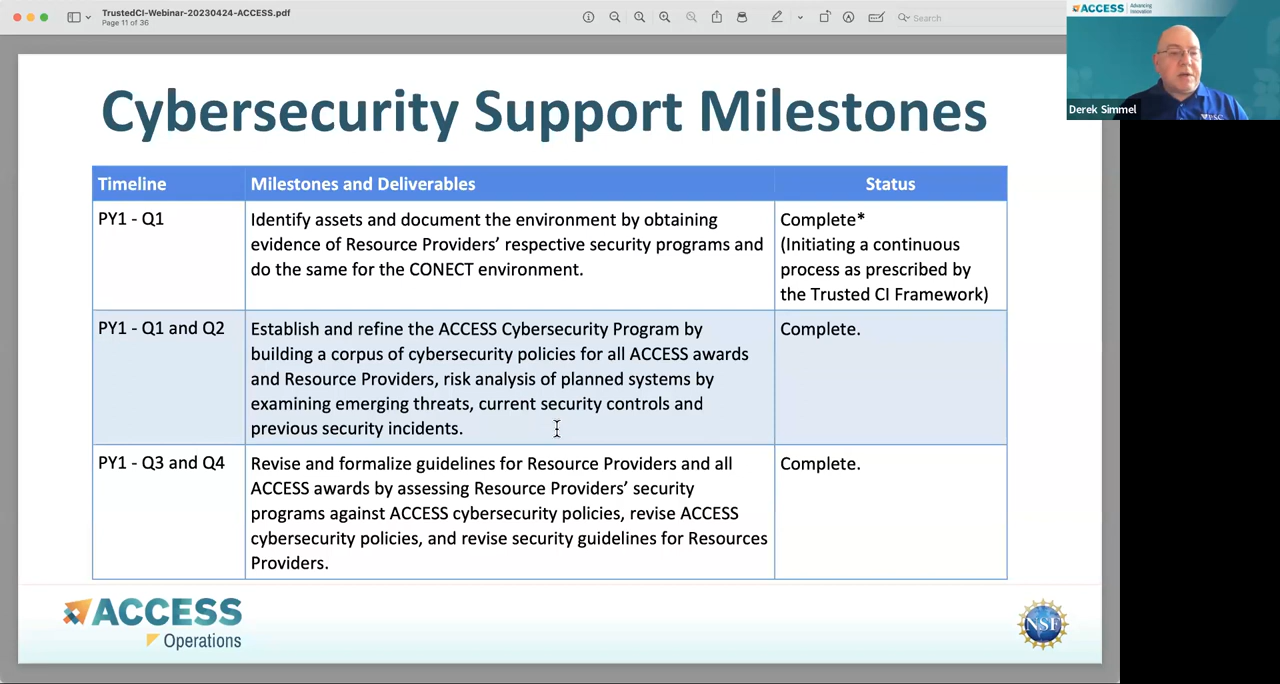 TrustedCI-Webinar-20230424-ACCESS.pdf
Page 11 of 36
Search
ACCESS
Advancing
Innovation
Derek Simmel
PSC
Cybersecurity Support Milestones
Timeline
Milestones and Deliverables
Status
PY1 - Q1
Identify assets and document the environment by obtaining
evidence of Resource Providers’ respective security programs and
do the same for the CONECT environment.
Complete*
(Initiating a continuous
process as prescribed by
the Trusted CI Framework)
PY1 - Q1 and Q2
Establish and refine the ACCESS Cybersecurity Program by
building a corpus of cybersecurity policies for all ACCESS awards
and Resource Providers, risk analysis of planned systems by
examining emerging threats, current security controls and
previous security incidents.
Complete.
PY1 - Q3 and Q4
Revise and formalize guidelines for Resource Providers and all
ACCESS awards by assessing Resource Providers’ security
programs against ACCESS cybersecurity policies, revise ACCESS
cybersecurity policies, and revise security guidelines for Resources
Providers.
Complete.
ACCESS
Operations
NSF